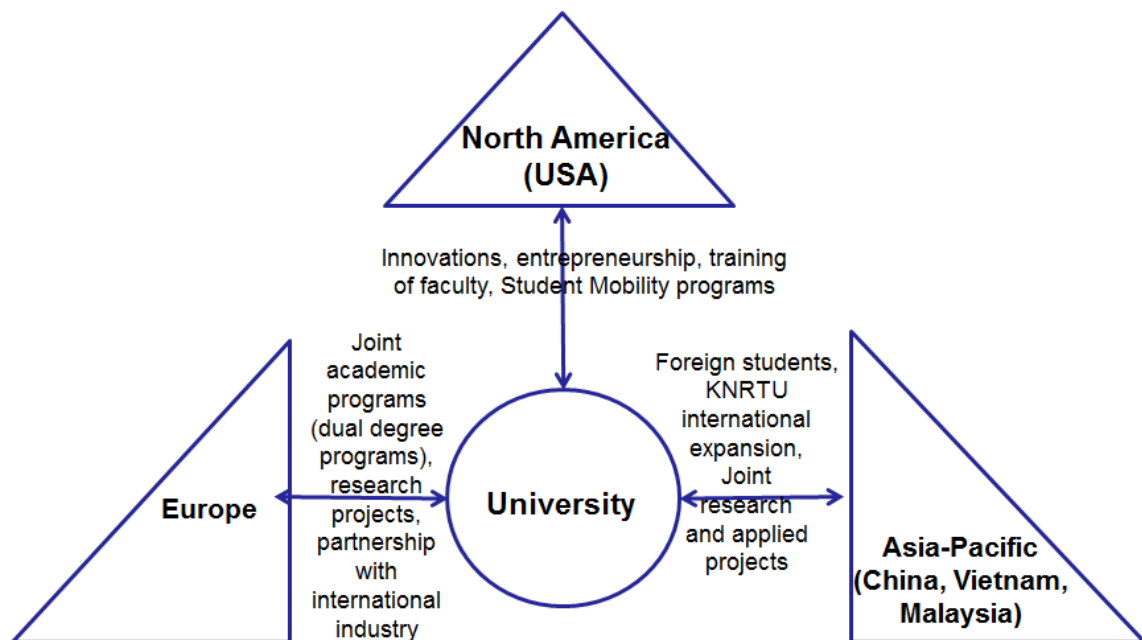 North America
(USA)
Innovations, entrepreneurship, training
of faculty, Student Mobility programs
Joint
academic
programs
(dual degree
programs),
research
projects,
partnership
with
international
industry
Europe
University
Foreign students,
KNRTU
international
expansion,
Joint
research
and applied
projects
Asia-Pacific
(China, Vietnam,
Malaysia)